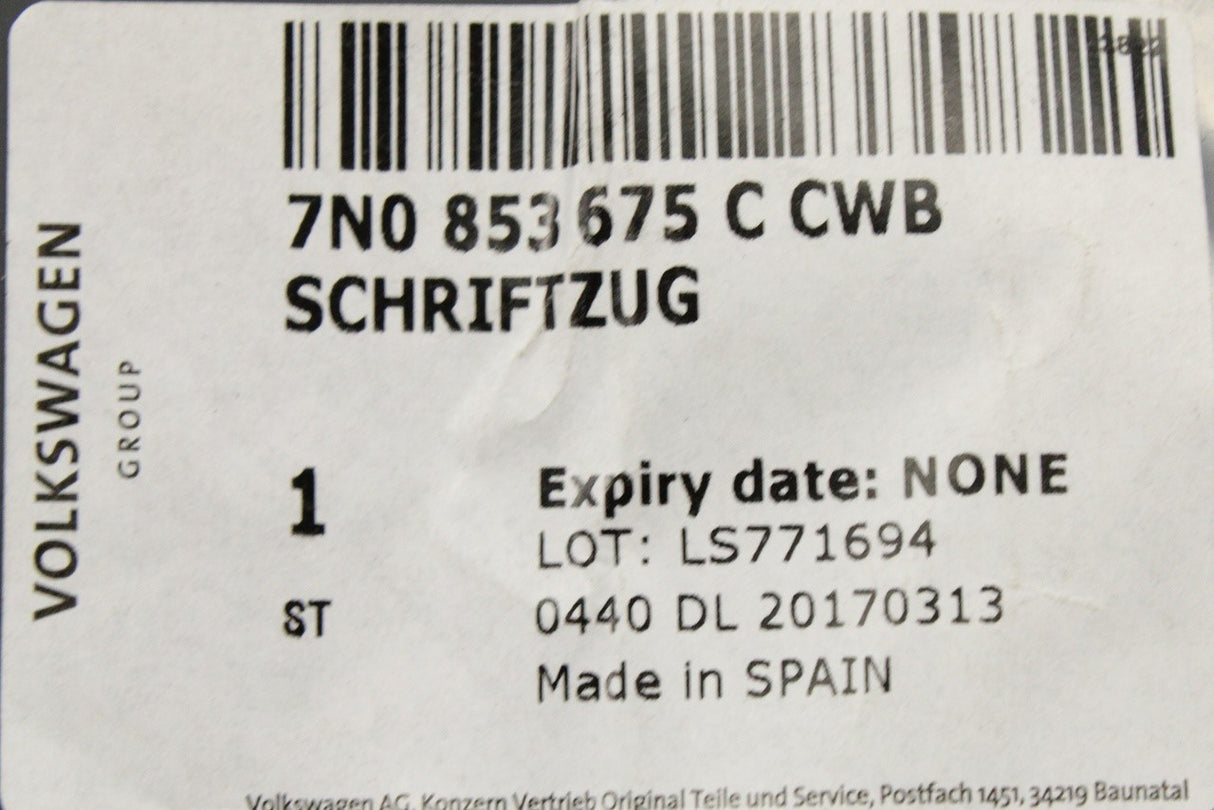 7N0 853 675 C CWB
SCHRIFTZUG
VOLKSWAGEN
GROUP
1
ST
Expiry date: NONE
LOT: LS771694
0440 DL 20170313
Made in SPAIN
Volkswagen AG, Konzern Vertrieb Original Teile und Service, Postfach 1451, 34219 Baunatal